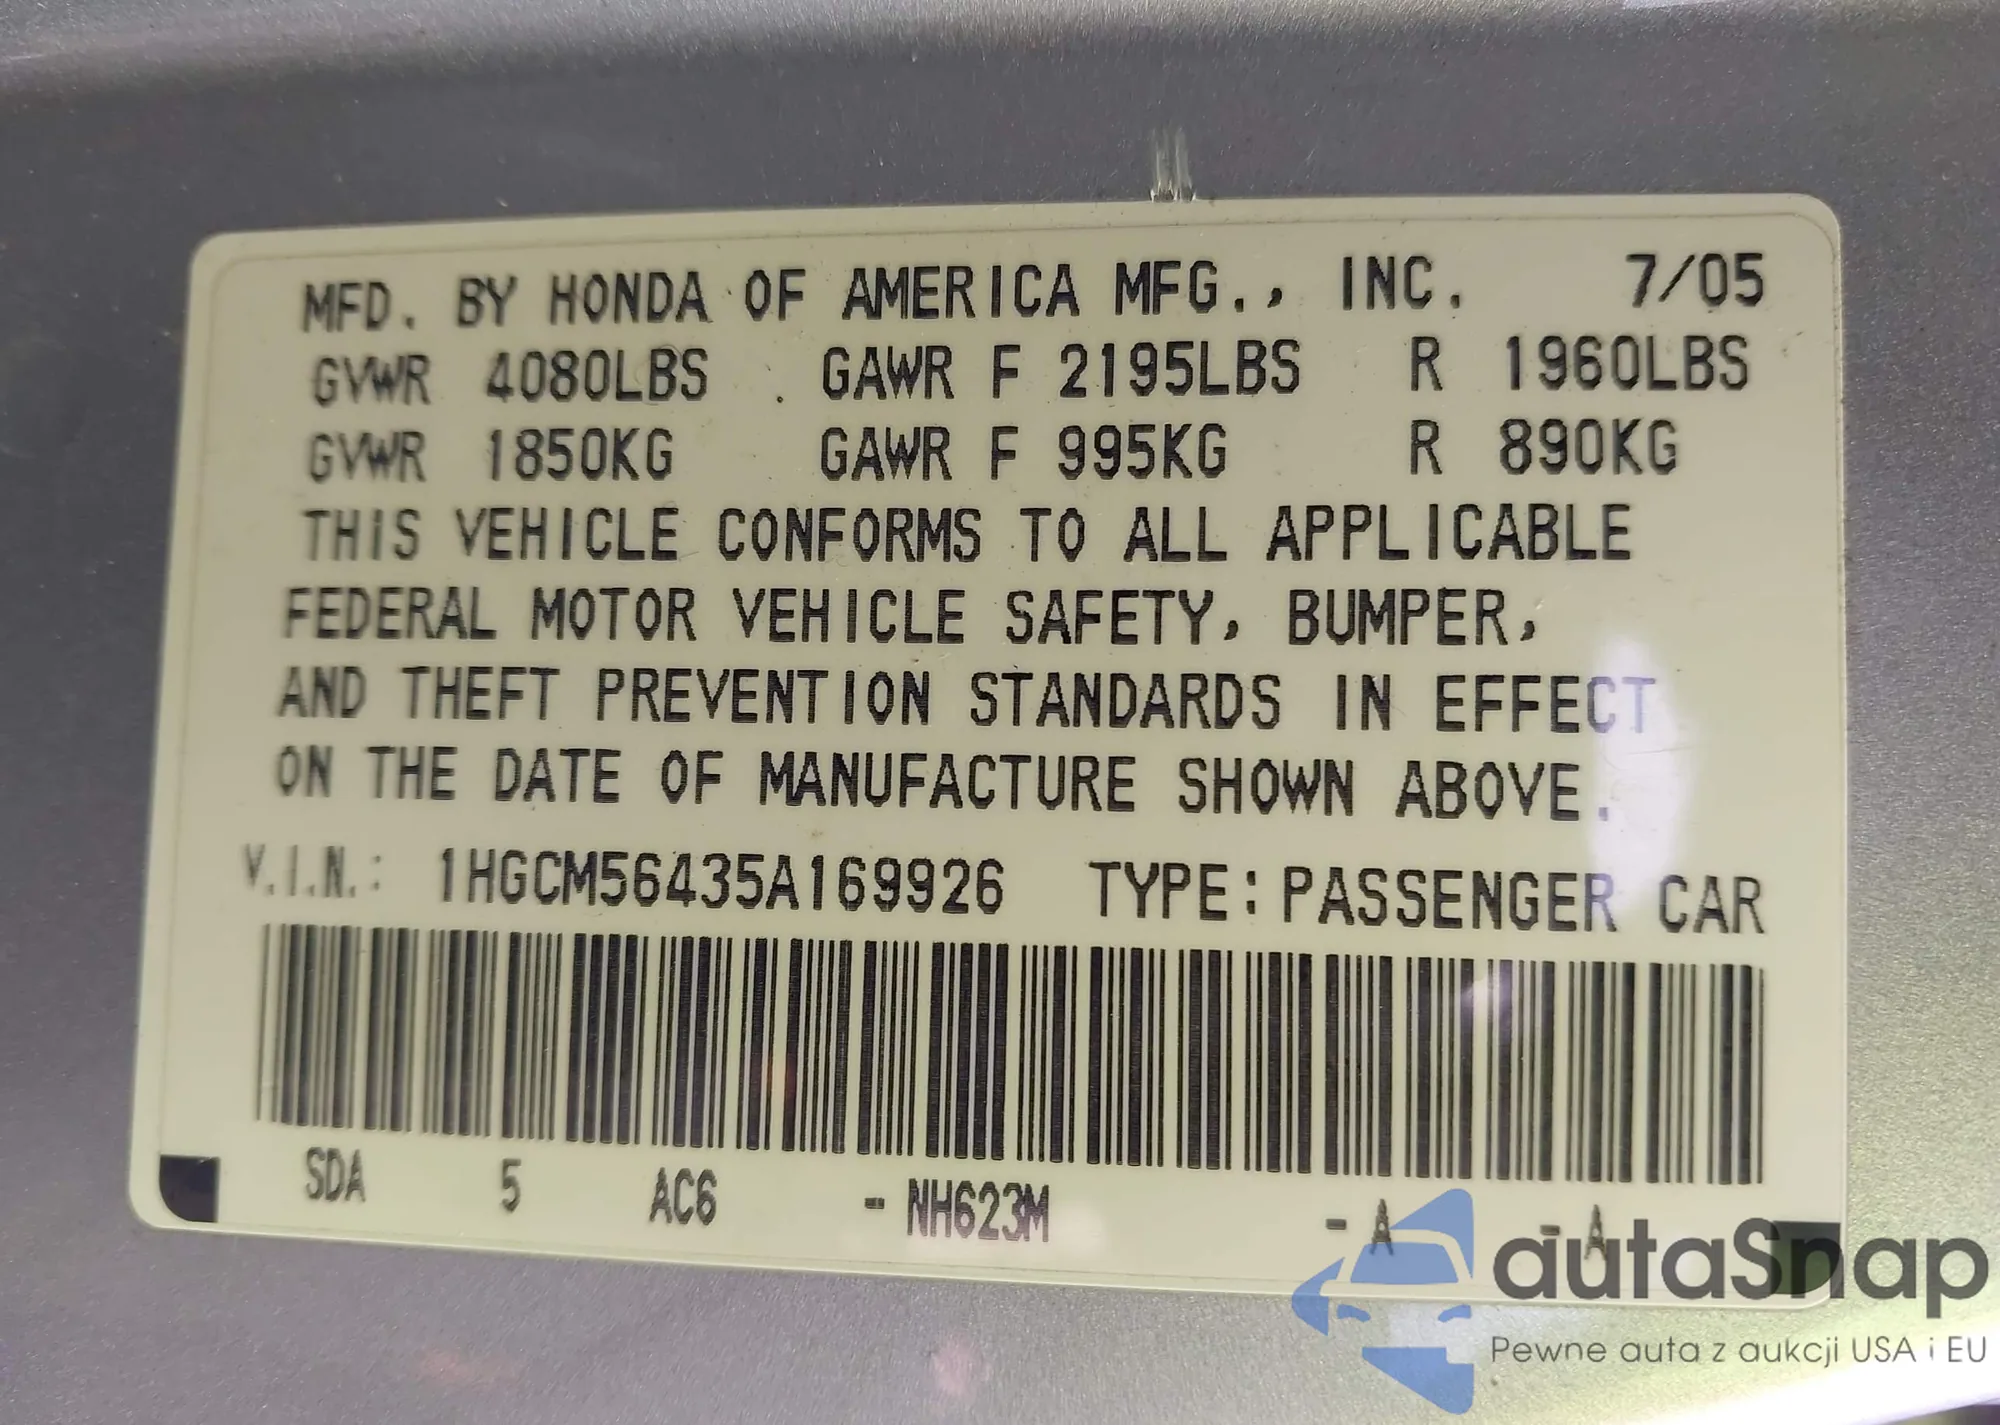 MFD. BY HONDA OF AMERICA MFG., INC. 7/05
GVWR 4080LBS GAWR F 2195LBS R 1960LBS
GVWR 1850KG GAWR F 995KG R 890KG
THIS VEHICLE CONFORMS TO ALL APPLICABLE
FEDERAL MOTOR VEHICLE SAFETY, BUMPER,
AND THEFT PREVENTION STANDARDS IN EFFECT
ON THE DATE OF MANUFACTURE SHOWN ABOVE.
V.I.N.: 1HGCM56435A169926 TYPE: PASSENGER CAR
SDA 5 AC6 - NH623M - A - A
autaSnap
Pewne auta z aukcji USA i EU